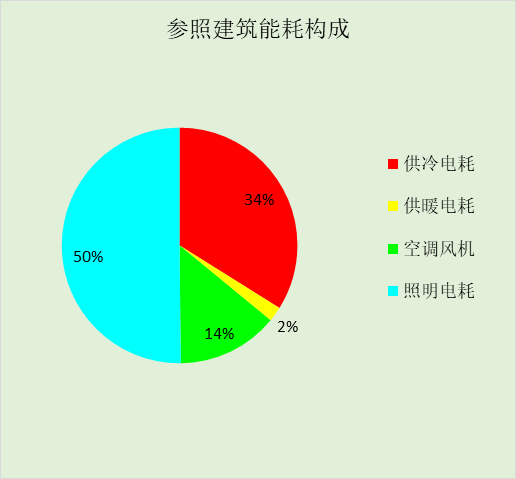 参照建筑能耗构成
34%
2%
14%
50%
供冷电耗
供暖电耗
空调风机
照明电耗